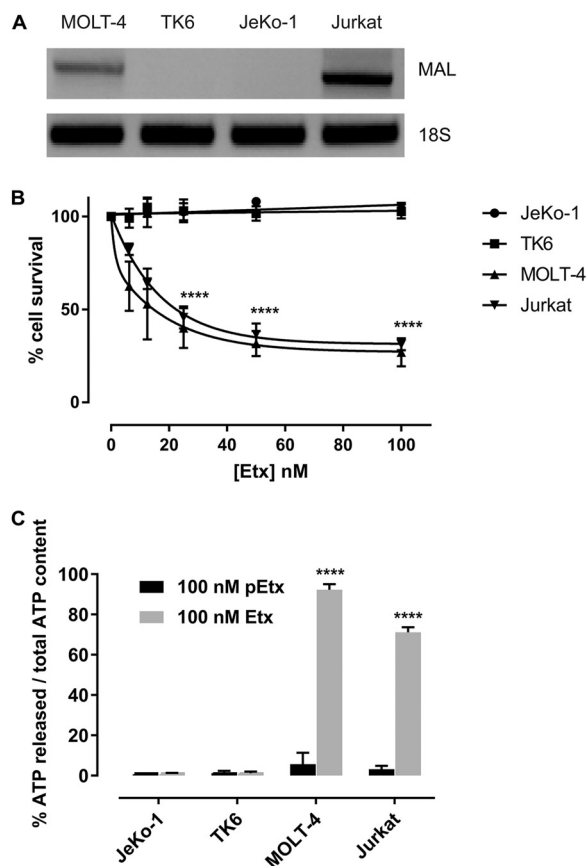 A
MOLT-4 TK6 JeKo-1 Jurkat
MAL
18S
B
% cell survival
100
50
0
**** **** ****
0 20 40 60 80 100
[Etx] nM
JeKo-1
TK6
MOLT-4
Jurkat
C
% ATP released / total ATP content
100
80
60
40
20
0
100 nM pEtx
100 nM Etx
****
****
JeKo-1 TK6 MOLT-4 Jurkat